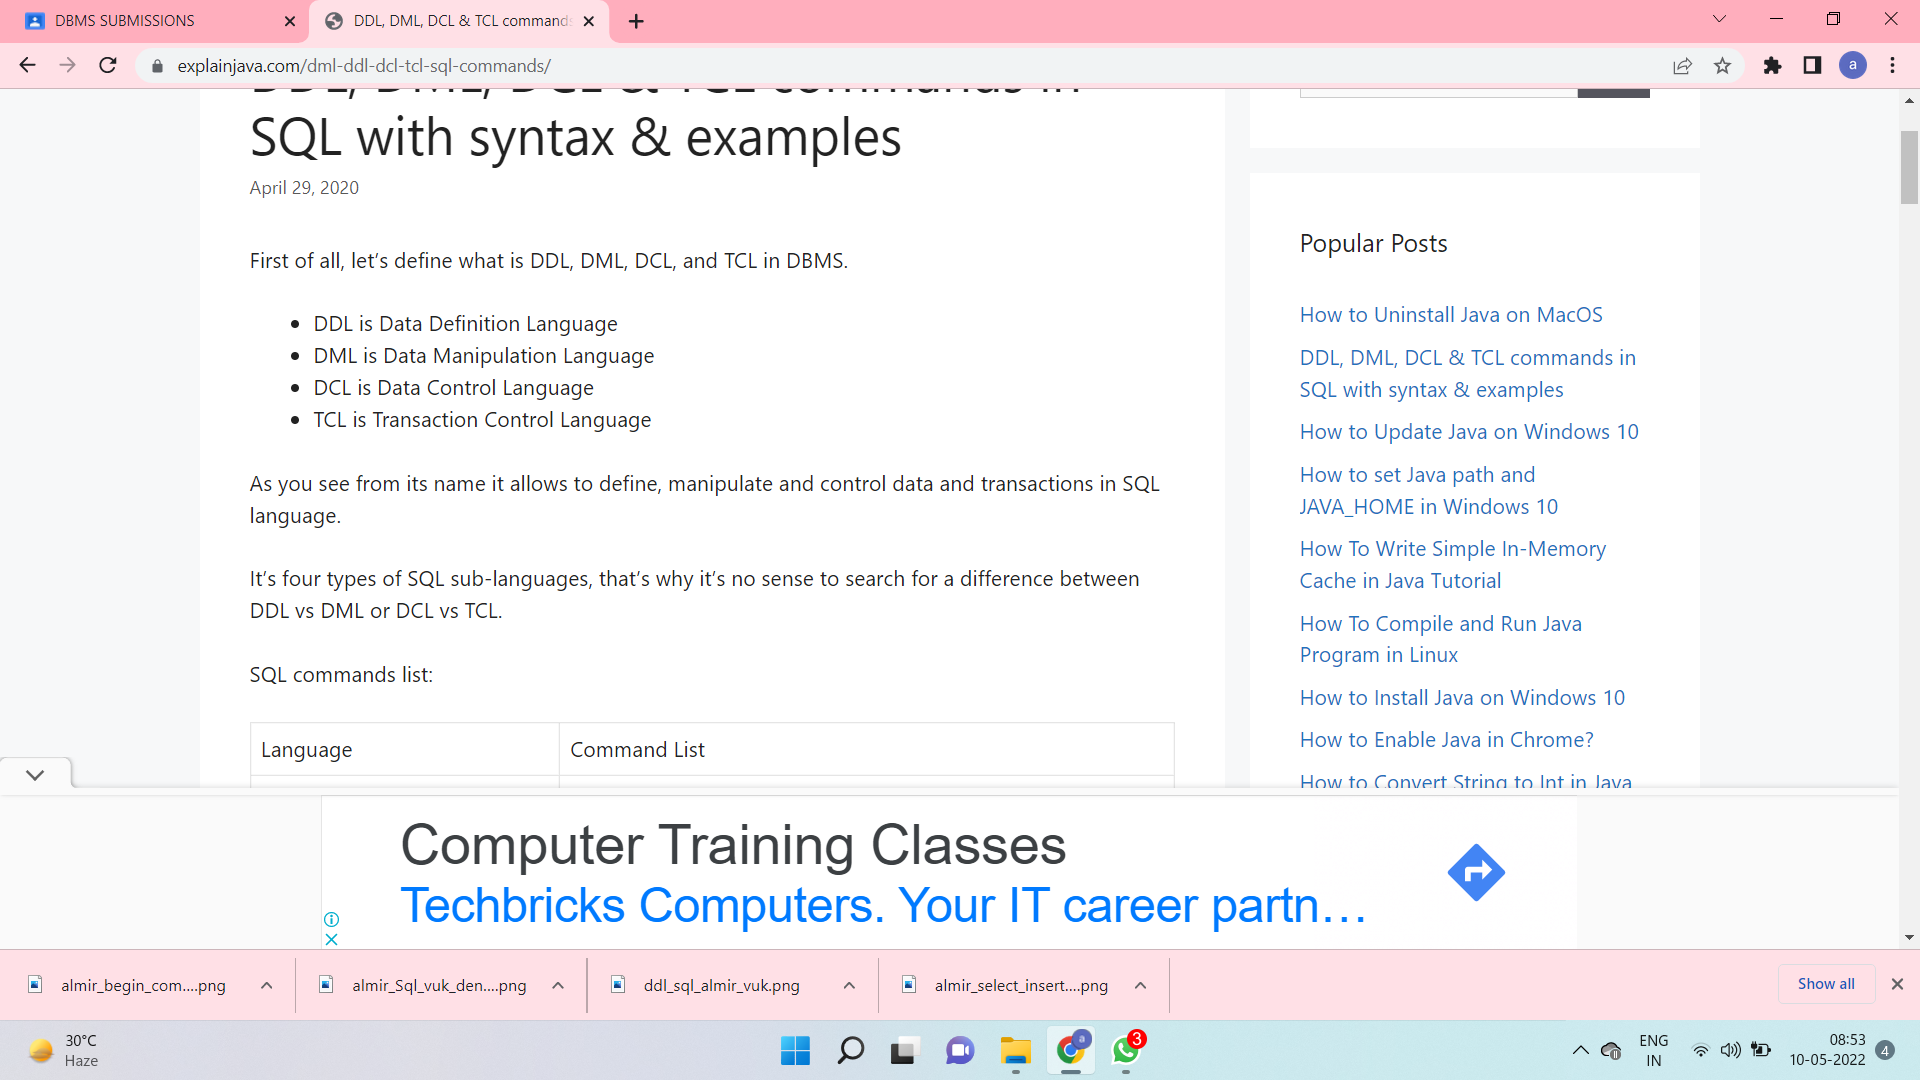 DBMS SUBMISSIONS
DDL, DML, DCL & TCL commands
explainjava.com/dml-ddl-dcl-tcl-sql-commands/
a
DDL, DML, DCL & TCL commands in
SQL with syntax & examples
April 29, 2020
First of all, let’s define what is DDL, DML, DCL, and TCL in DBMS.
DDL is Data Definition Language
DML is Data Manipulation Language
DCL is Data Control Language
TCL is Transaction Control Language
As you see from its name it allows to define, manipulate and control data and transactions in SQL
language.
It’s four types of SQL sub-languages, that’s why it’s no sense to search for a difference between
DDL vs DML or DCL vs TCL.
SQL commands list:
Language
Command List
Popular Posts
How to Uninstall Java on MacOS
DDL, DML, DCL & TCL commands in
SQL with syntax & examples
How to Update Java on Windows 10
How to set Java path and
JAVA_HOME in Windows 10
How To Write Simple In-Memory
Cache in Java Tutorial
How To Compile and Run Java
Program in Linux
How to Install Java on Windows 10
How to Enable Java in Chrome?
How to Convert String to Int in Java
Computer Training Classes
Techbricks Computers. Your IT career partn…
almir_begin_com....png
almir_Sql_vuk_den....png
ddl_sql_almir_vuk.png
almir_select_insert....png
Show all
30°C
Haze
a
3
ENG
IN
08:53
10-05-2022
4